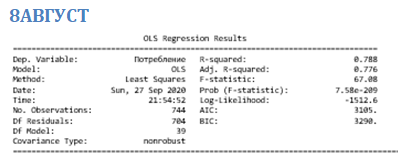 8АВГУСТ
OLS Regression Results
Dep. Variable: Потребление R-squared: 0.788
Model: OLS Adj. R-squared: 0.776
Method: Least Squares F-statistic: 67.08
Date: Sun, 27 Sep 2020 Prob (F-statistic): 7.58e-209
Time: 21:54:52 Log-Likelihood: -1512.6
No. Observations: 744 AIC: 3105.
Df Residuals: 704 BIC: 3290.
Df Model: 39
Covariance Type: nonrobust